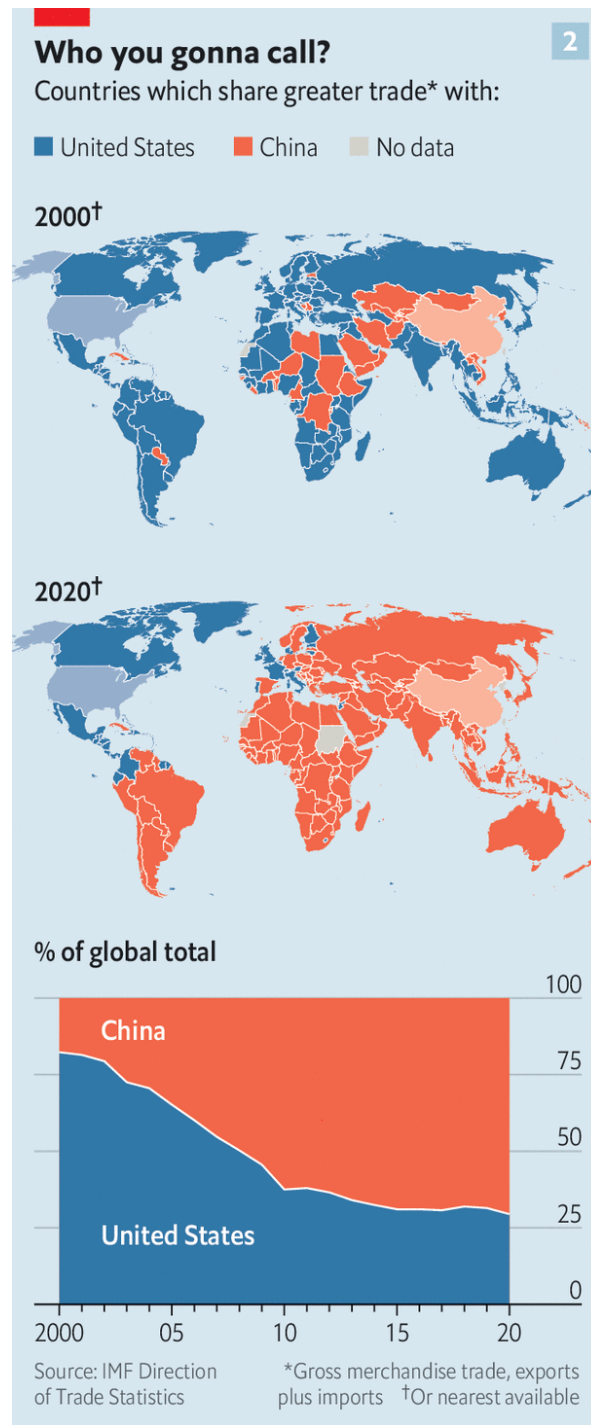 2
Who you gonna call?
Countries which share greater trade* with:
United States China No data
2000†
2020†
% of global total
100
China
75
50
25
United States
0
2000 05 10 15 20
Source: IMF Direction
of Trade Statistics
*Gross merchandise trade, exports
plus imports †Or nearest available